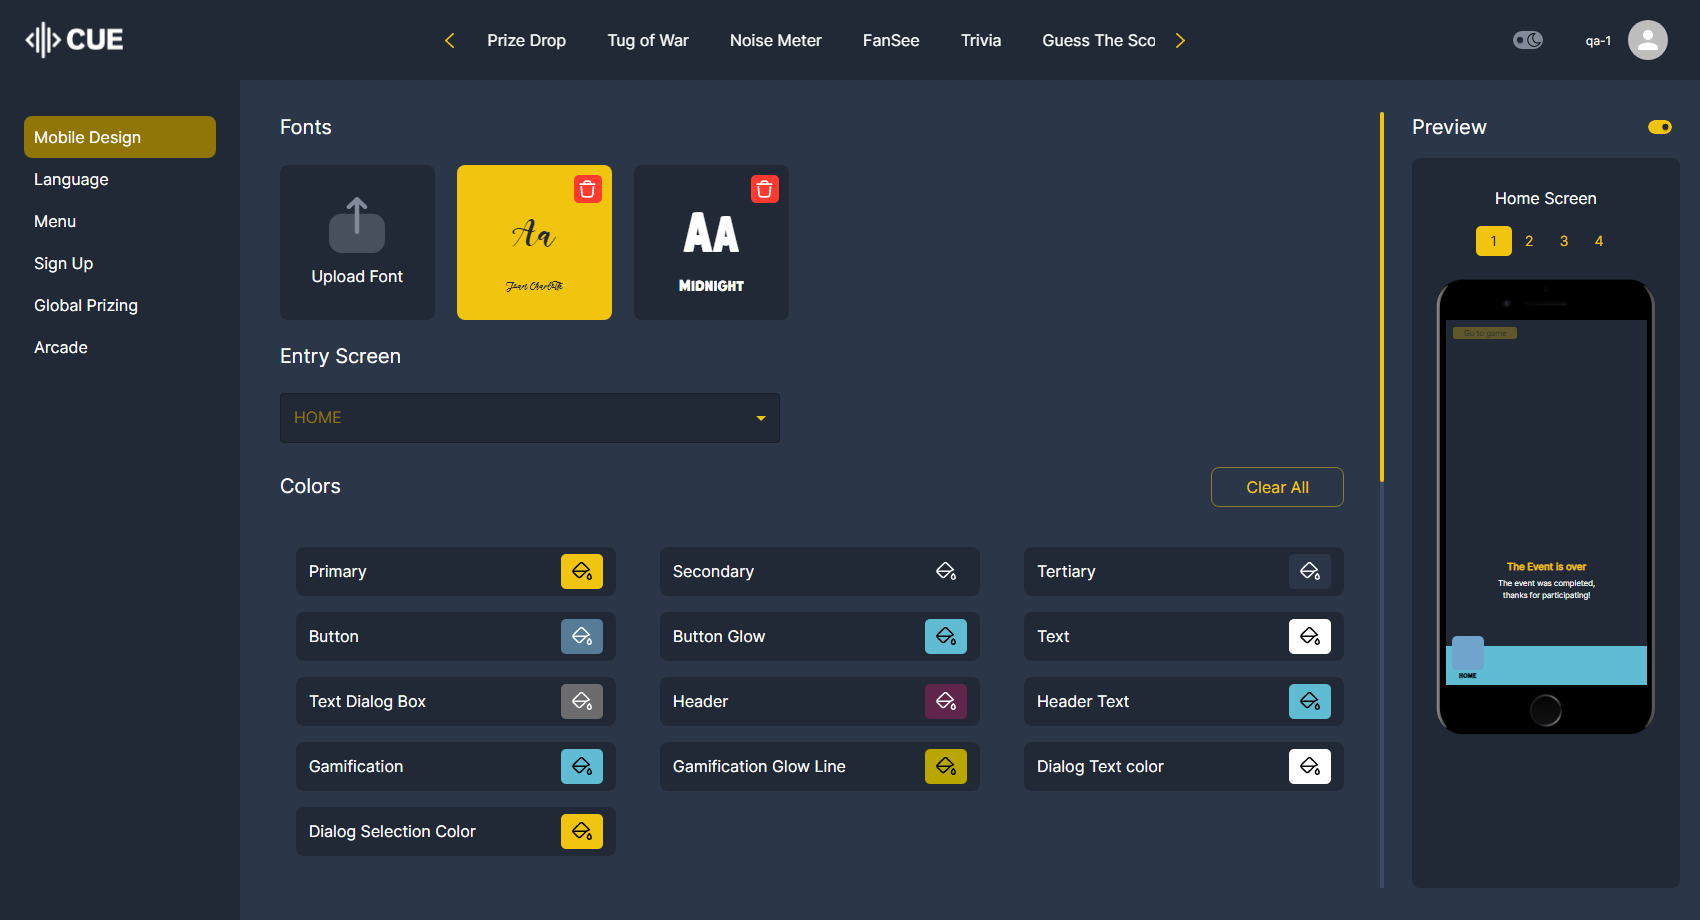 CUE
Prize Drop
Tug of War
Noise Meter
FanSee
Trivia
Guess The Sco
qa-1
Mobile Design
Language
Menu
Sign Up
Global Prizing
Arcade
Fonts
Upload Font
Aa
Jean Charlotte
AA
MIDNIGHT
Entry Screen
HOME
Colors
Clear All
Primary
Secondary
Tertiary
Button
Button Glow
Text
Text Dialog Box
Header
Header Text
Gamification
Gamification Glow Line
Dialog Text color
Dialog Selection Color
Preview
Home Screen
1 2 3 4
Go to game
The Event is over
The event was completed,
thanks for participating!
HOME